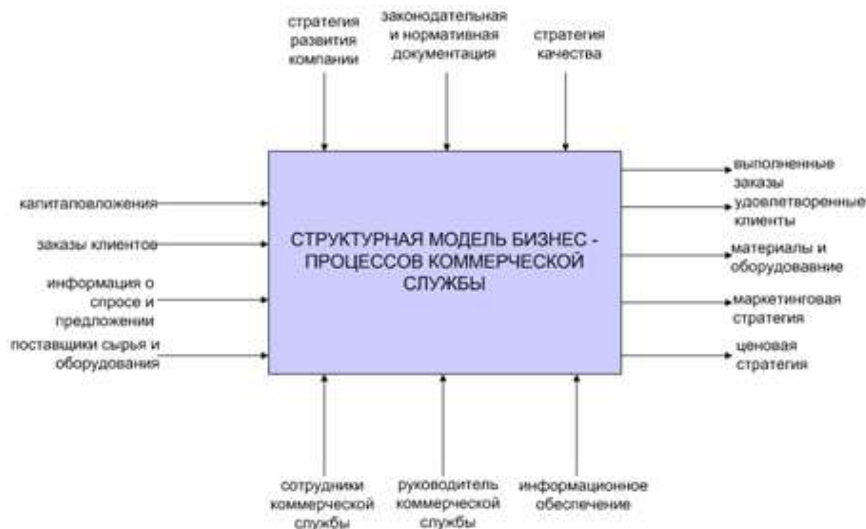 стратегия
развития
компании
законодательная
и нормативная
документация
стратегия
качества
капиталовложения
заказы клиентов
информация о
спросе и
предложении
поставщики сырья и
оборудования
СТРУКТУРНАЯ МОДЕЛЬ БИЗНЕС -
ПРОЦЕССОВ КОММЕРЧЕСКОЙ
СЛУЖБЫ
выполненные
заказы
удовлетворенные
клиенты
материалы и
оборудовавние
маркетинговая
стратегия
ценовая
стратегия
сотрудники
коммерческой
службы
руководитель
коммерческой
службы
информационное
обеспечение